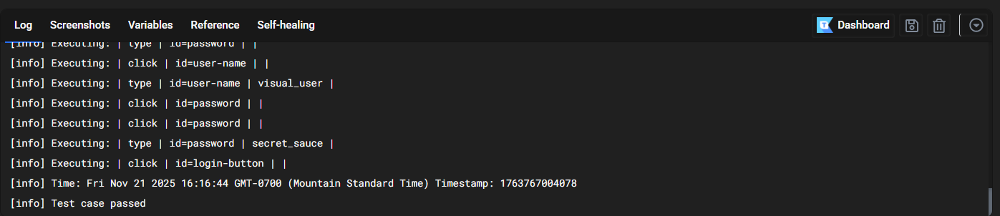 Log Screenshots Variables Reference Self-healing Dashboard
[info] Executing: | type | id=password | |
[info] Executing: | click | id=user-name | |
[info] Executing: | type | id=user-name | visual_user |
[info] Executing: | click | id=password | |
[info] Executing: | click | id=password | |
[info] Executing: | type | id=password | secret_sauce |
[info] Executing: | click | id=login-button | |
[info] Time: Fri Nov 21 2025 16:16:44 GMT-0700 (Mountain Standard Time) Timestamp: 1763767004078
[info] Test case passed